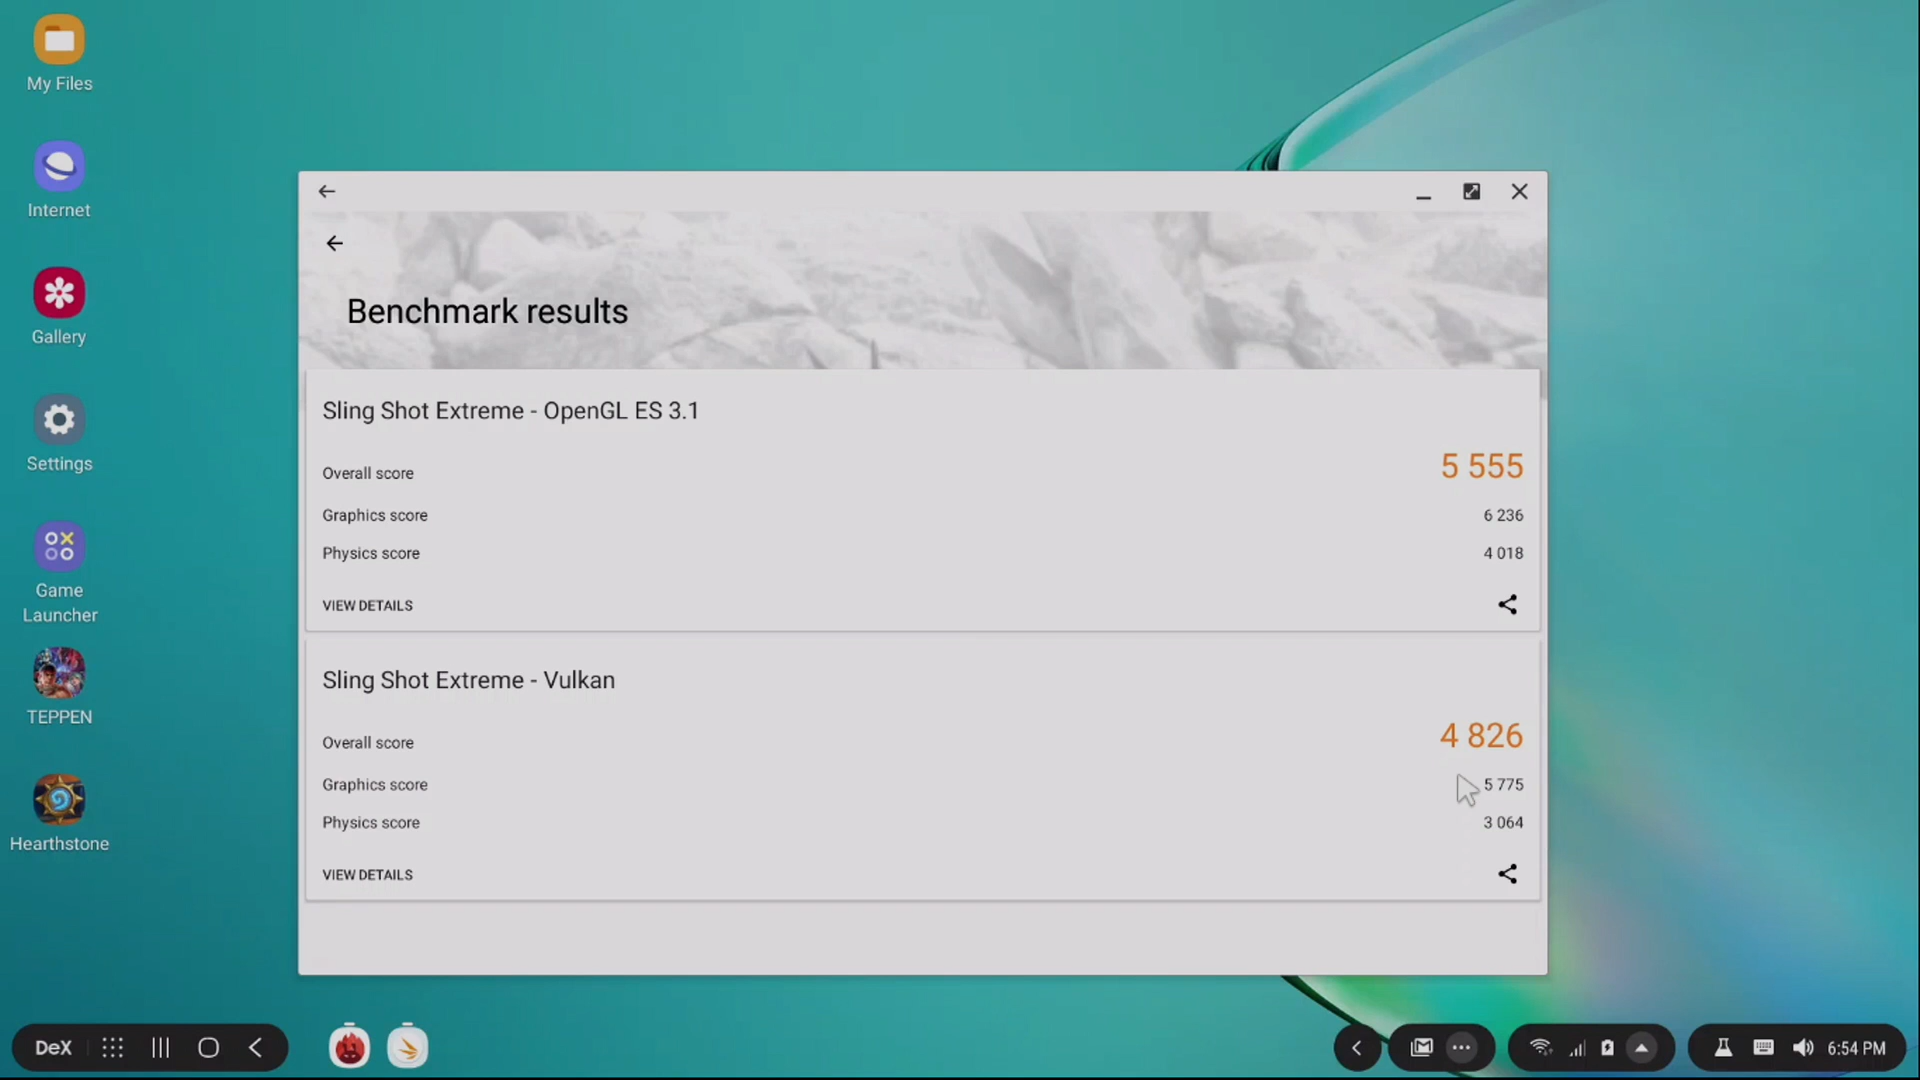 My Files
Internet
Gallery
Settings
Game
Launcher
TEPPEN
Hearthstone
Benchmark results
Sling Shot Extreme - OpenGL ES 3.1
Overall score 5 555
Graphics score 6 236
Physics score 4 018
VIEW DETAILS
Sling Shot Extreme - Vulkan
Overall score 4 826
Graphics score 5 775
Physics score 3 064
VIEW DETAILS
DeX
6:54 PM